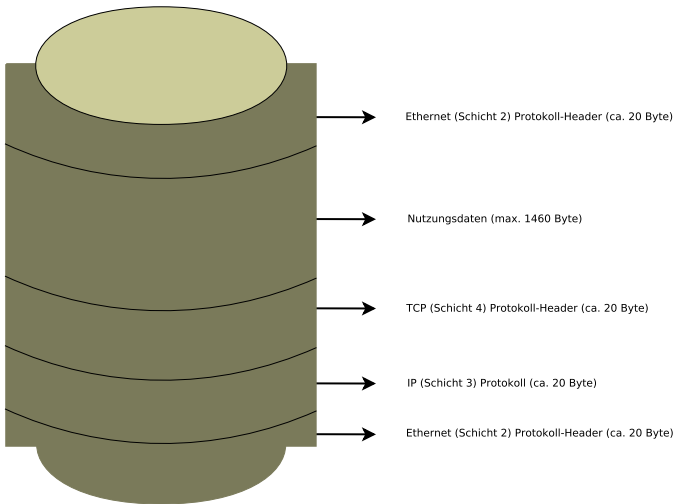 Ethernet (Schicht 2) Protokoll-Header (ca. 20 Byte)
Nutzungsdaten (max. 1460 Byte)
TCP (Schicht 4) Protokoll-Header (ca. 20 Byte)
IP (Schicht 3) Protokoll (ca. 20 Byte)
Ethernet (Schicht 2) Protokoll-Header (ca. 20 Byte)